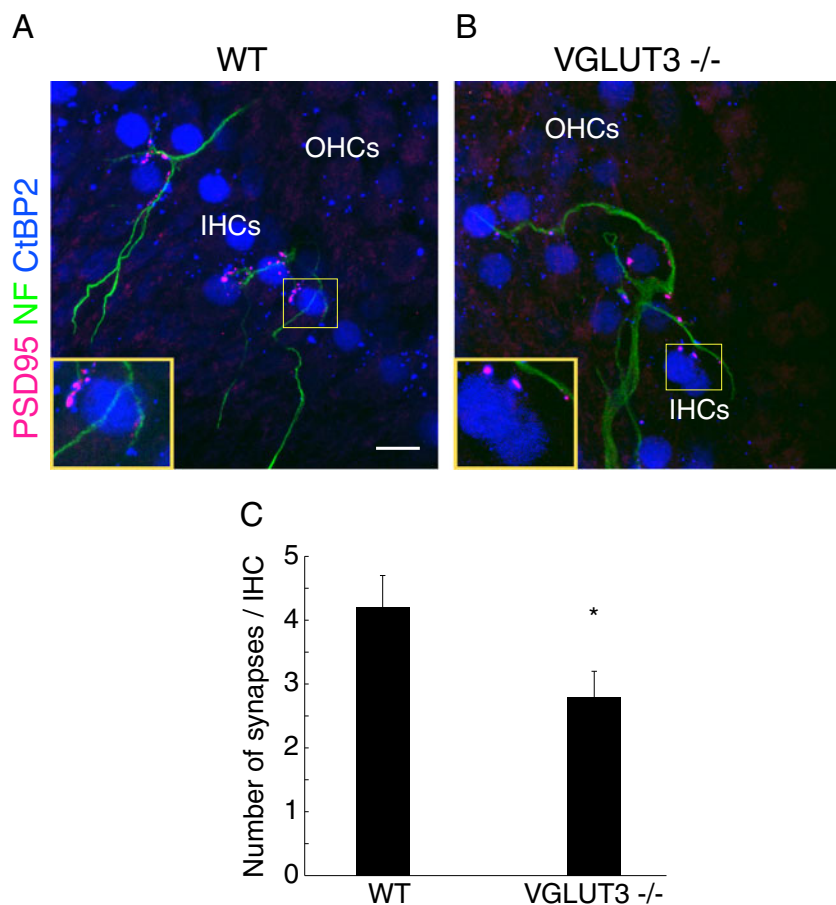 A
WT
B
VGLUT3 -/-
PSD95 NF CtBP2
OHCs
IHCs
OHCs
IHCs
C
Number of synapses / IHC
5
4
3
2
1
0
*
WT
VGLUT3 -/-